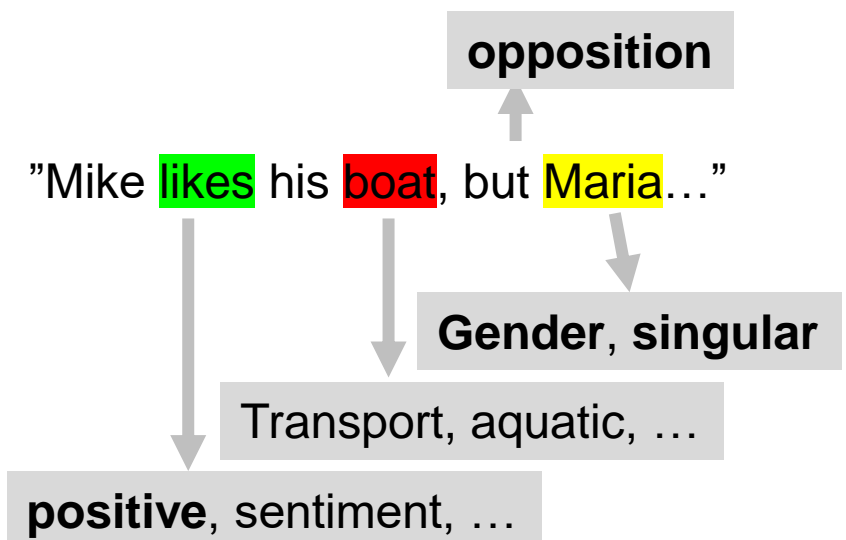 opposition
”Mike likes his boat, but Maria…”
Gender, singular
Transport, aquatic, …
positive, sentiment, …